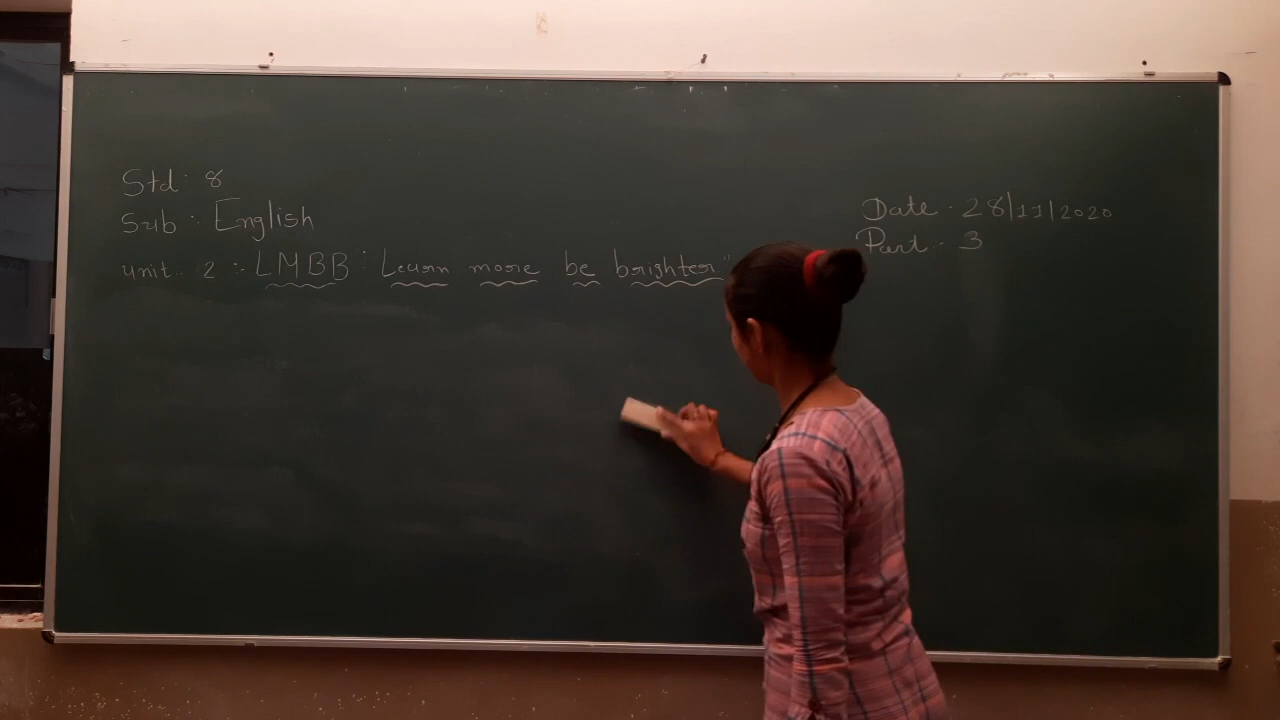 Std : 8
Sub :- English
unit.. 2 :- LMBB : Learn more be brighter"
Date - 28/11/2020
Part.. 3